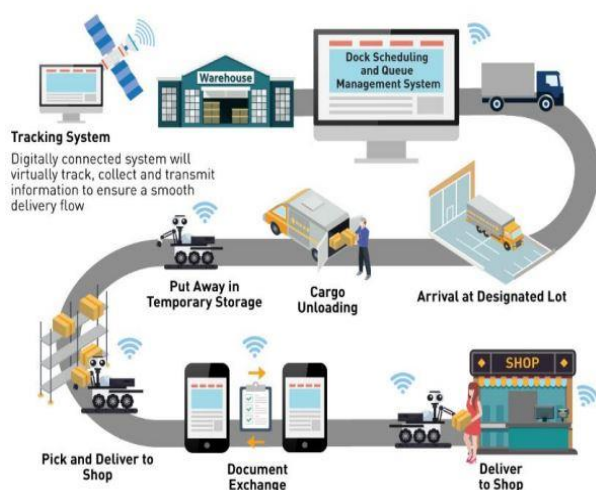 Warehouse
Dock Scheduling
and Queue
Management System
Tracking System
Digitally connected system will
virtually track, collect and transmit
information to ensure a smooth
delivery flow
Put Away in
Temporary Storage
Cargo
Unloading
Arrival at Designated Lot
SHOP
Pick and Deliver to
Shop
Document
Exchange
Deliver
to Shop